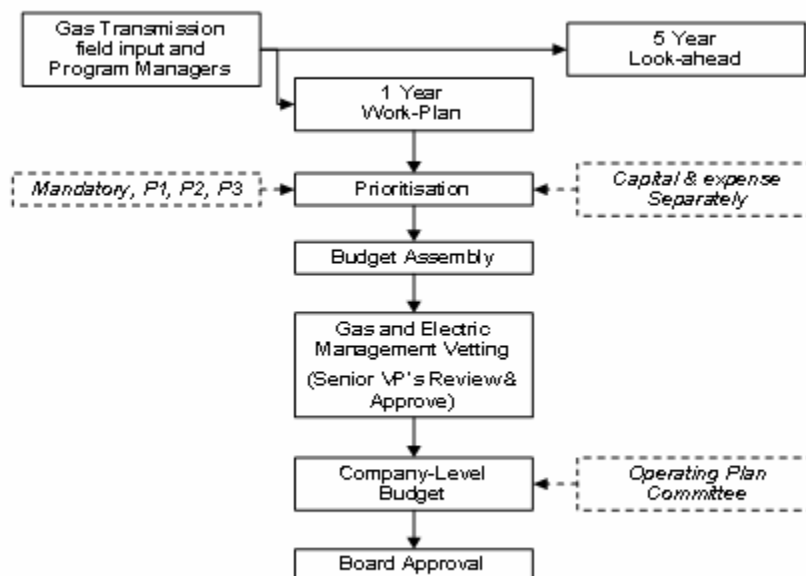 Gas Transmission
field input and
Program Managers
5 Year
Look-ahead
1 Year
Work-Plan
Mandatory, P1, P2, P3
Prioritisation
Capital & expense
Separately
Budget Assembly
Gas and Electric
Management Vetting
(Senior VP's Review &
Approve)
Company-Level
Budget
Operating Plan
Committee
Board Approval